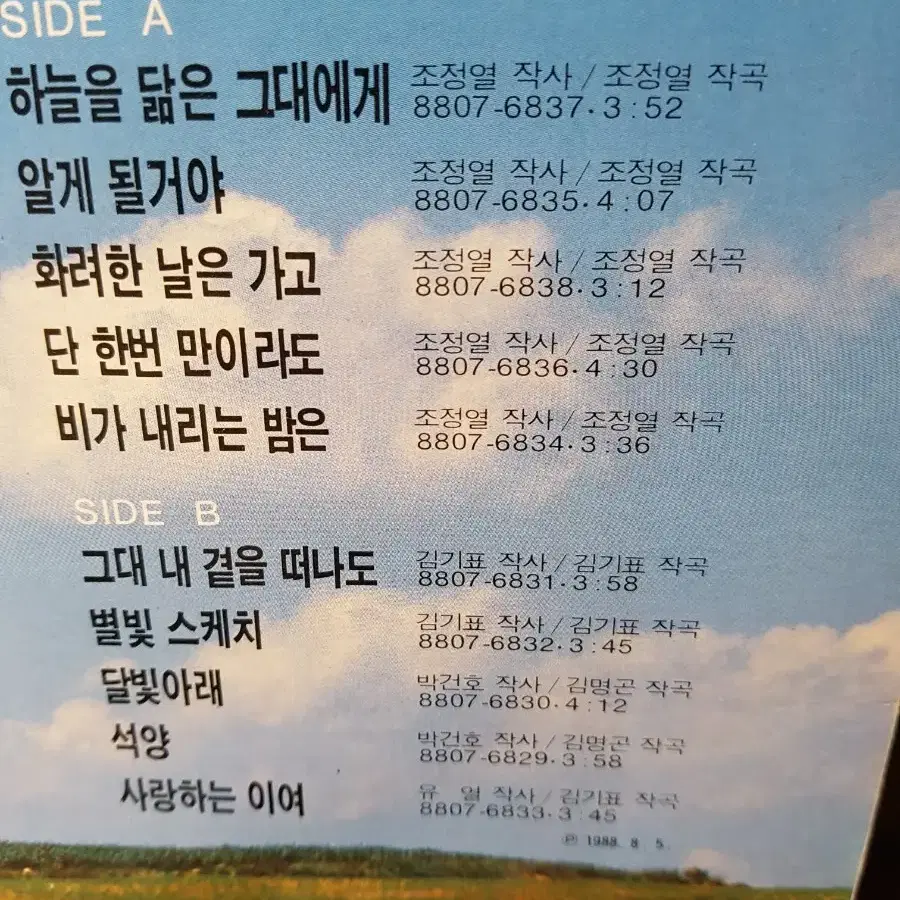 SIDE A
하늘을 닮은 그대에게 조정열 작사 / 조정열 작곡
8807-6837·3:52
알게 될거야 조정열 작사 / 조정열 작곡
8807-6835·4:07
화려한 날은 가고 조정열 작사 / 조정열 작곡
8807-6838·3:12
단 한번 만이라도 조정열 작사 / 조정열 작곡
8807-6836·4:30
비가 내리는 밤은 조정열 작사 / 조정열 작곡
8807-6834·3:36
SIDE B
그대 내 곁을 떠나도 김기표 작사 / 김기표 작곡
8807-6831·3:58
별빛 스케치 김기표 작사 / 김기표 작곡
8807-6832·3:45
달빛아래 박건호 작사 / 김명곤 작곡
8807-6830·4:12
석양 박건호 작사 / 김명곤 작곡
8807-6829·3:58
사랑하는 이여 유 열 작사 / 김기표 작곡
8807-6833·3:45
℗ 1988. 8. 5.